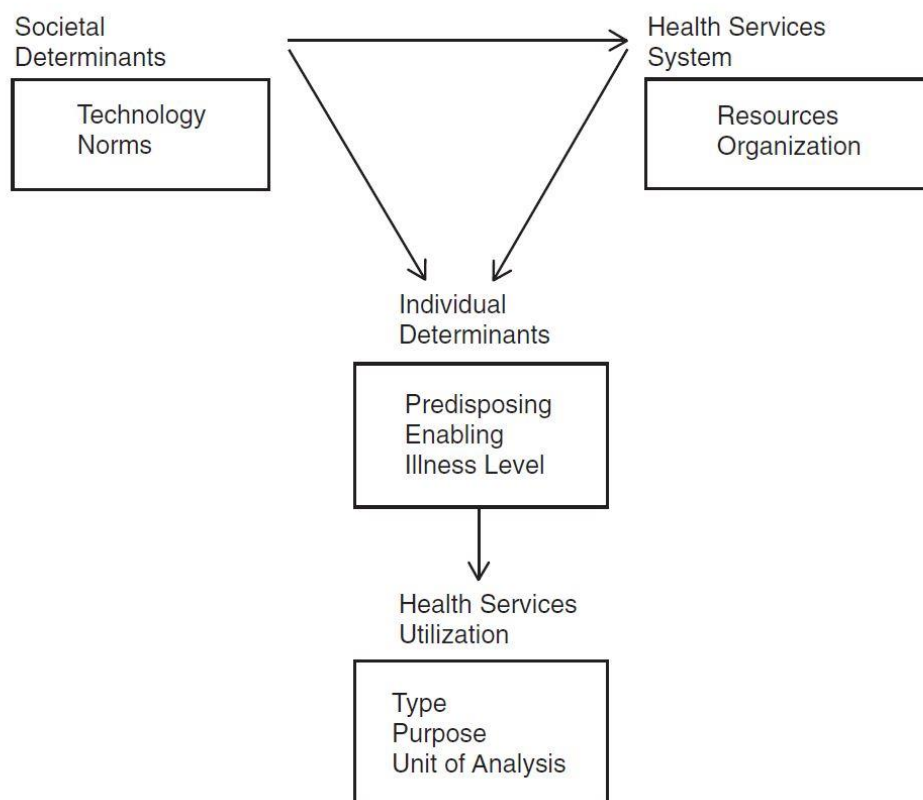 Societal
Determinants
Technology
Norms
Health Services
System
Resources
Organization
Individual
Determinants
Predisposing
Enabling
Illness Level
Health Services
Utilization
Type
Purpose
Unit of Analysis